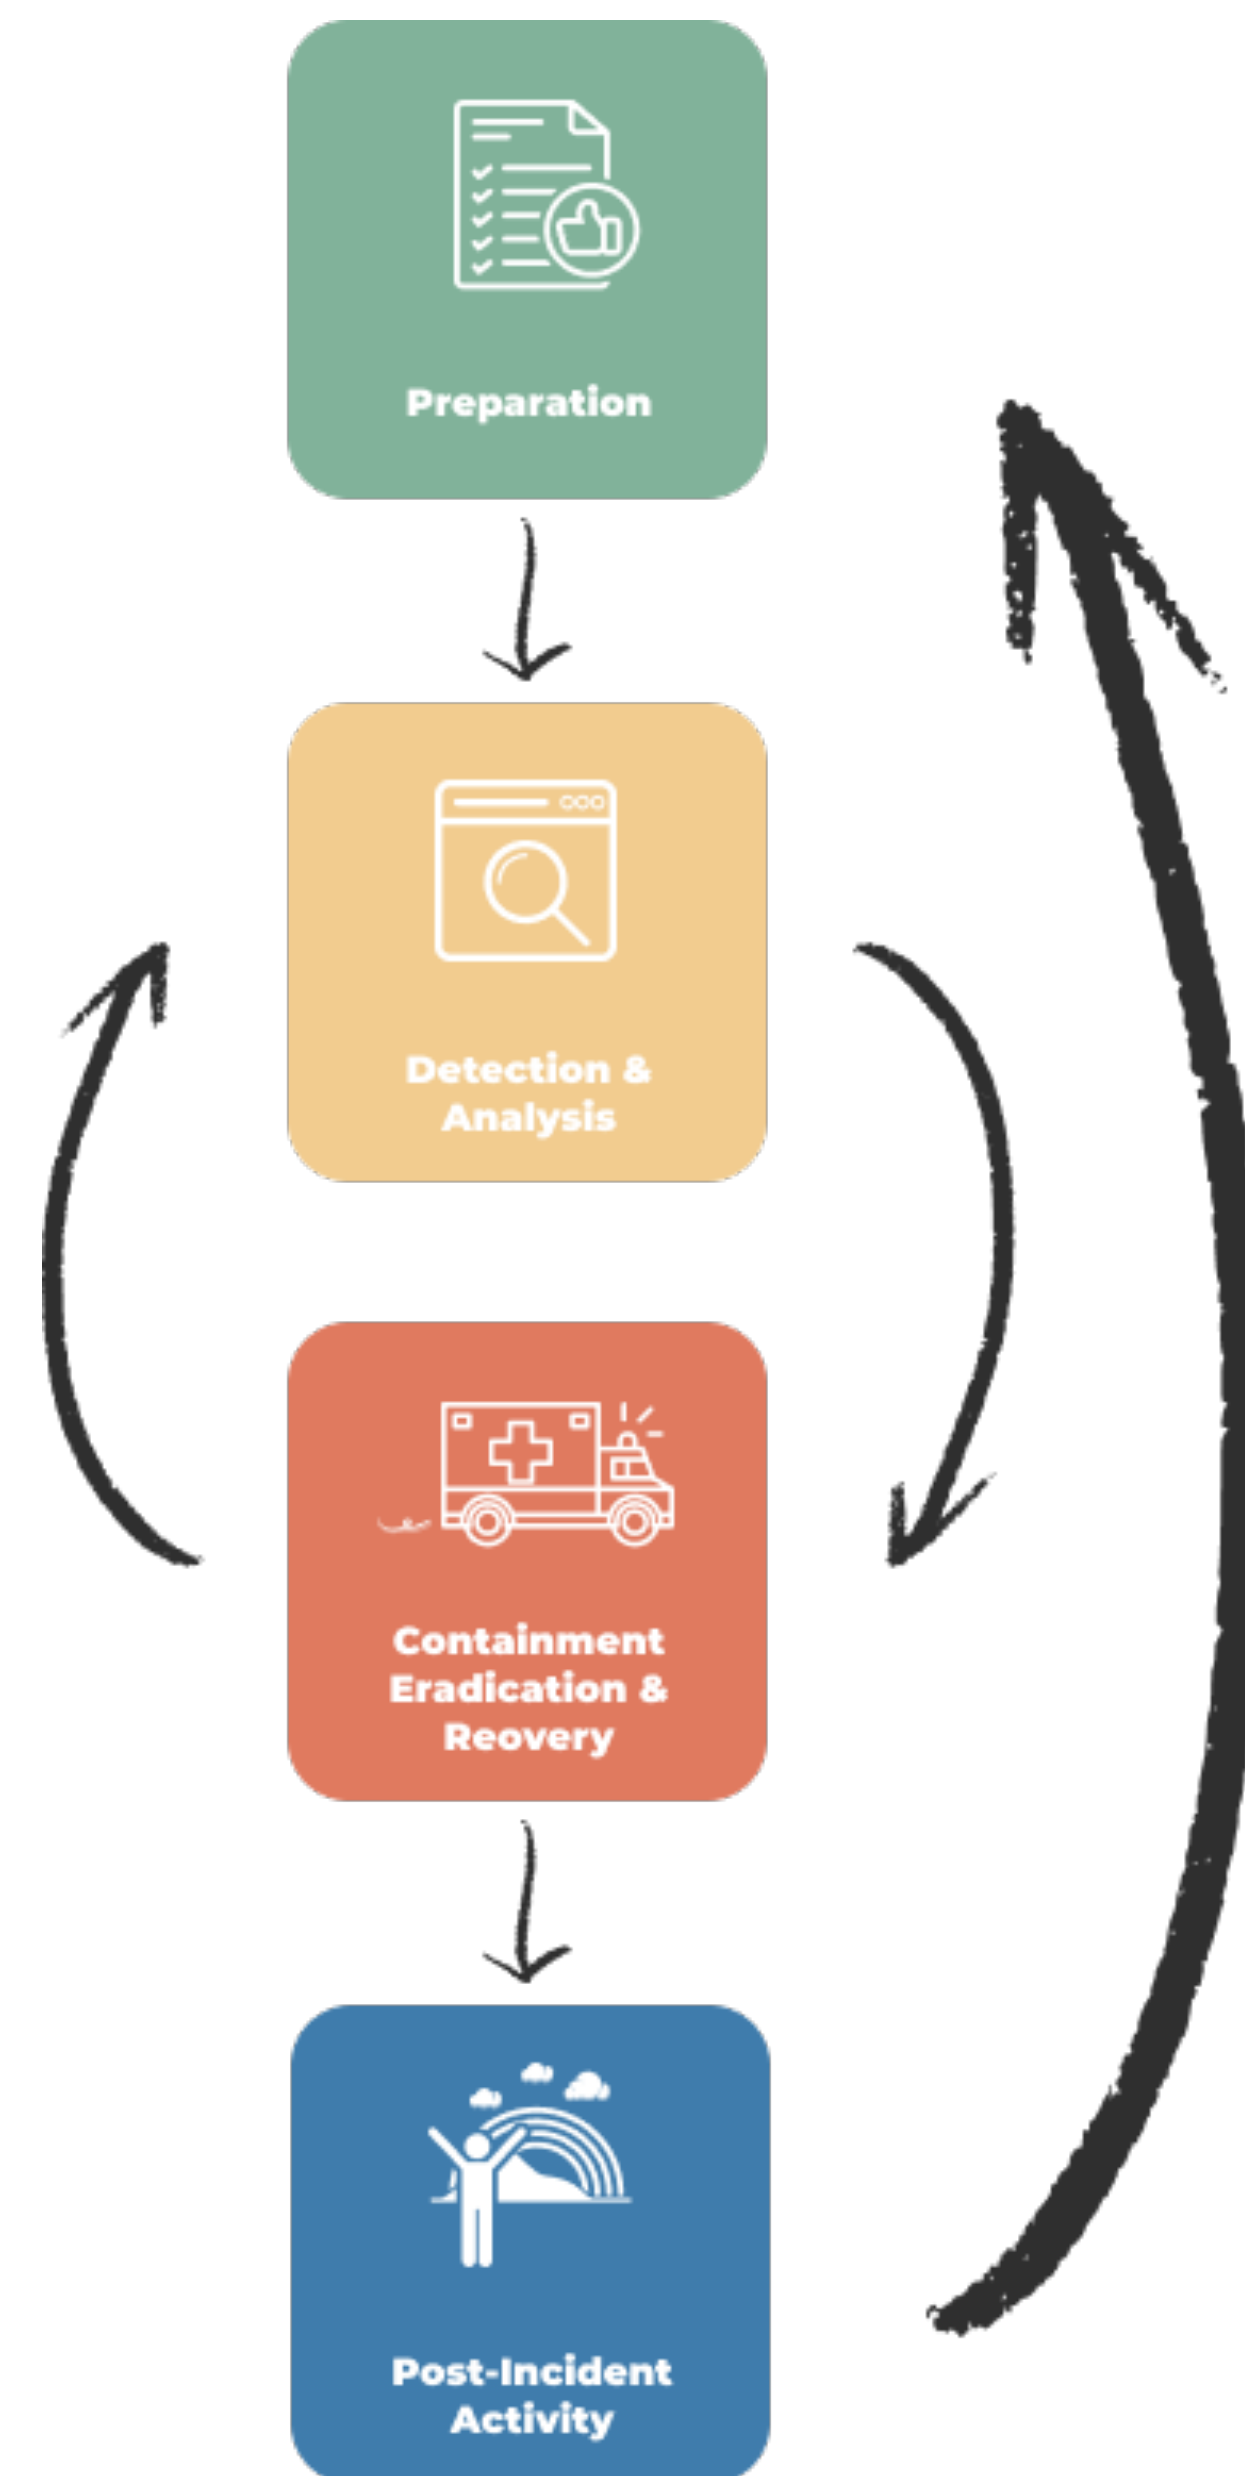 Preparation
Detection &
Analysis
Containment
Eradication &
Reovery
Post-Incident
Activity